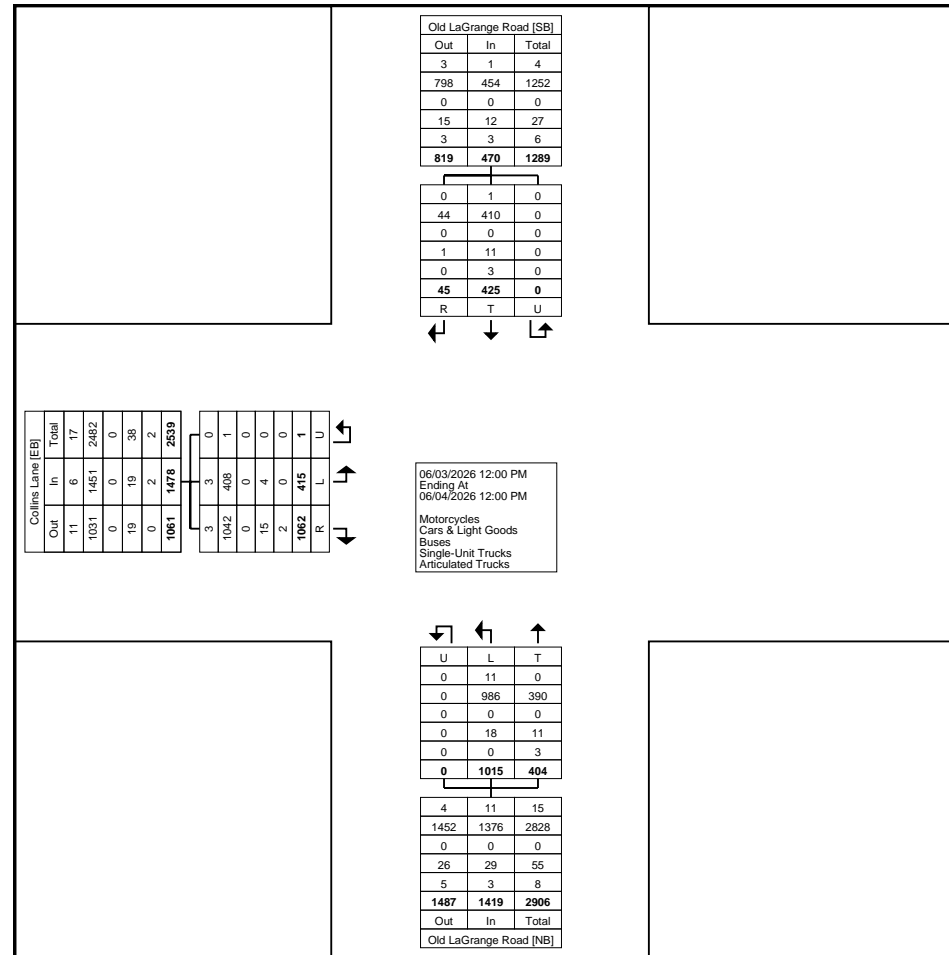 Old LaGrange Road [SB]
Out In Total
3 1 4
798 454 1252
0 0 0
15 12 27
3 3 6
819 470 1289
0 1 0
44 410 0
0 0 0
1 11 0
0 3 0
45 425 0
R T U
Collins Lane [EB]
Out In Total
11 6 17
1031 1451 2482
0 0 0
19 19 38
0 2 2
1061 1478 2539
3 3 0
1042 408 1
0 0 0
15 4 0
2 0 0
1062 415 1
R L U
06/03/2026 12:00 PM
Ending At
06/04/2026 12:00 PM
Motorcycles
Cars & Light Goods
Buses
Single-Unit Trucks
Articulated Trucks
U L T
0 11 0
0 986 390
0 0 0
0 18 11
0 0 3
0 1015 404
4 11 15
1452 1376 2828
0 0 0
26 29 55
5 3 8
1487 1419 2906
Out In Total
Old LaGrange Road [NB]